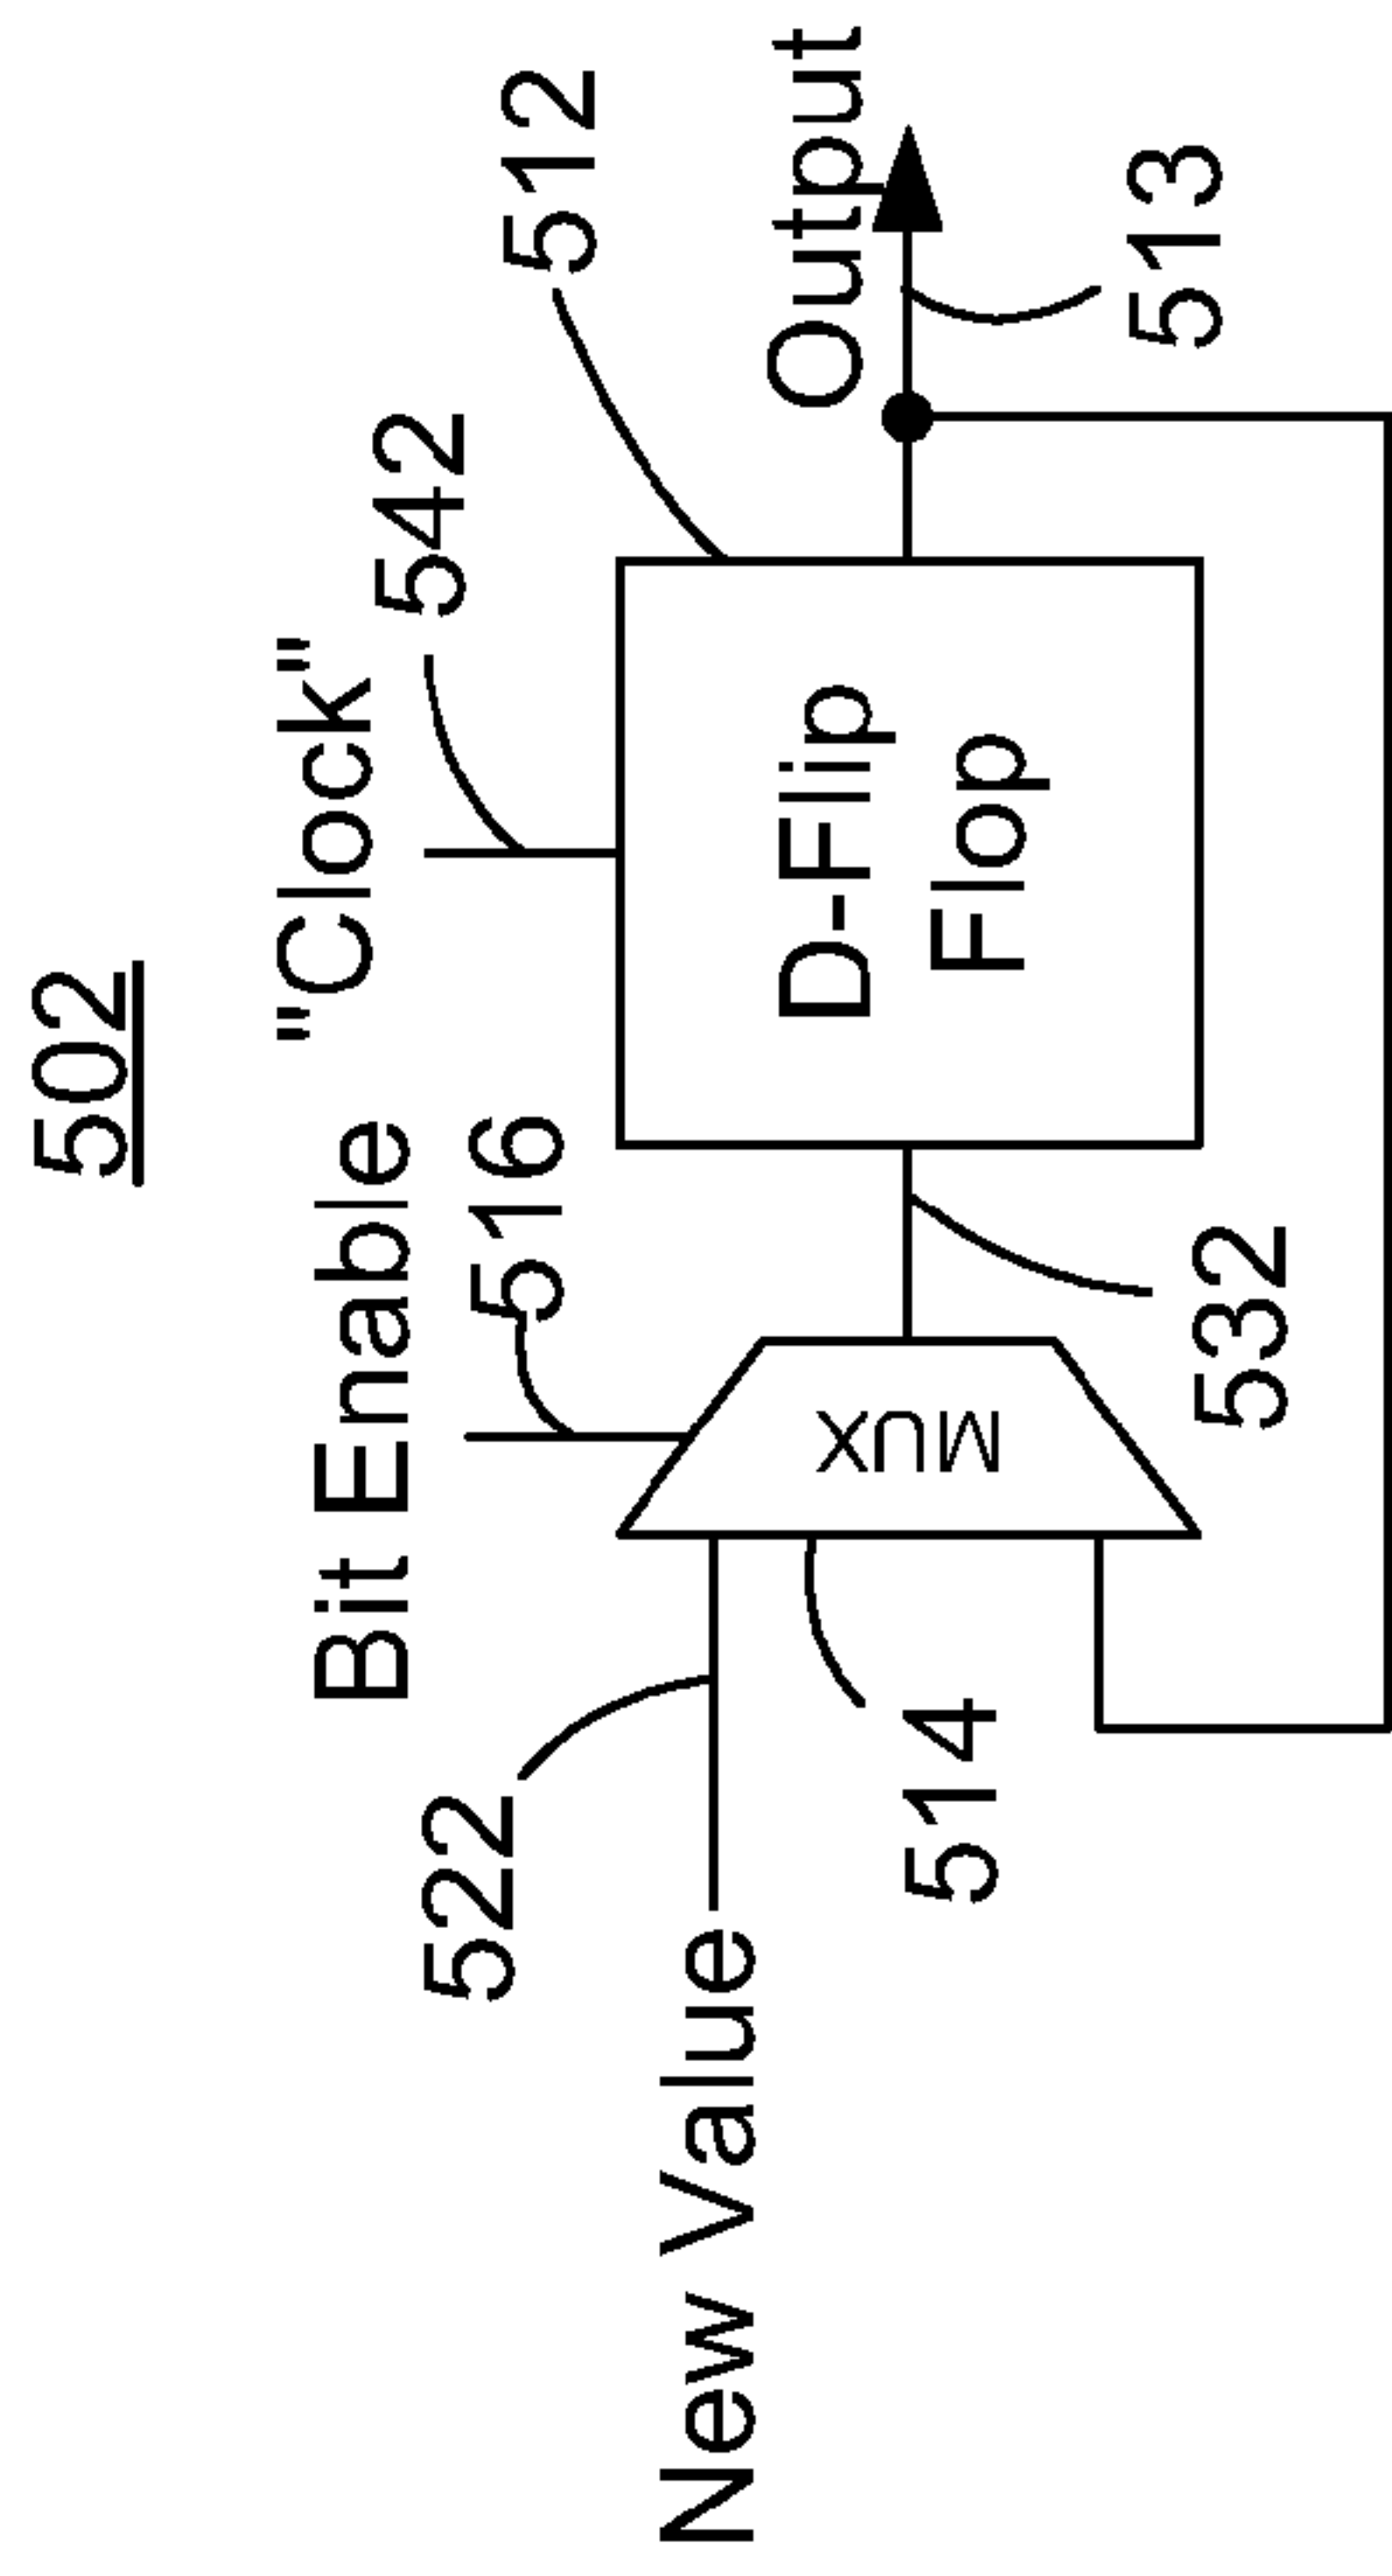 502
"Clock"
542
512
Bit Enable
516
Output
D-Flip
Flop
513
522
New Value
MUX
514
532